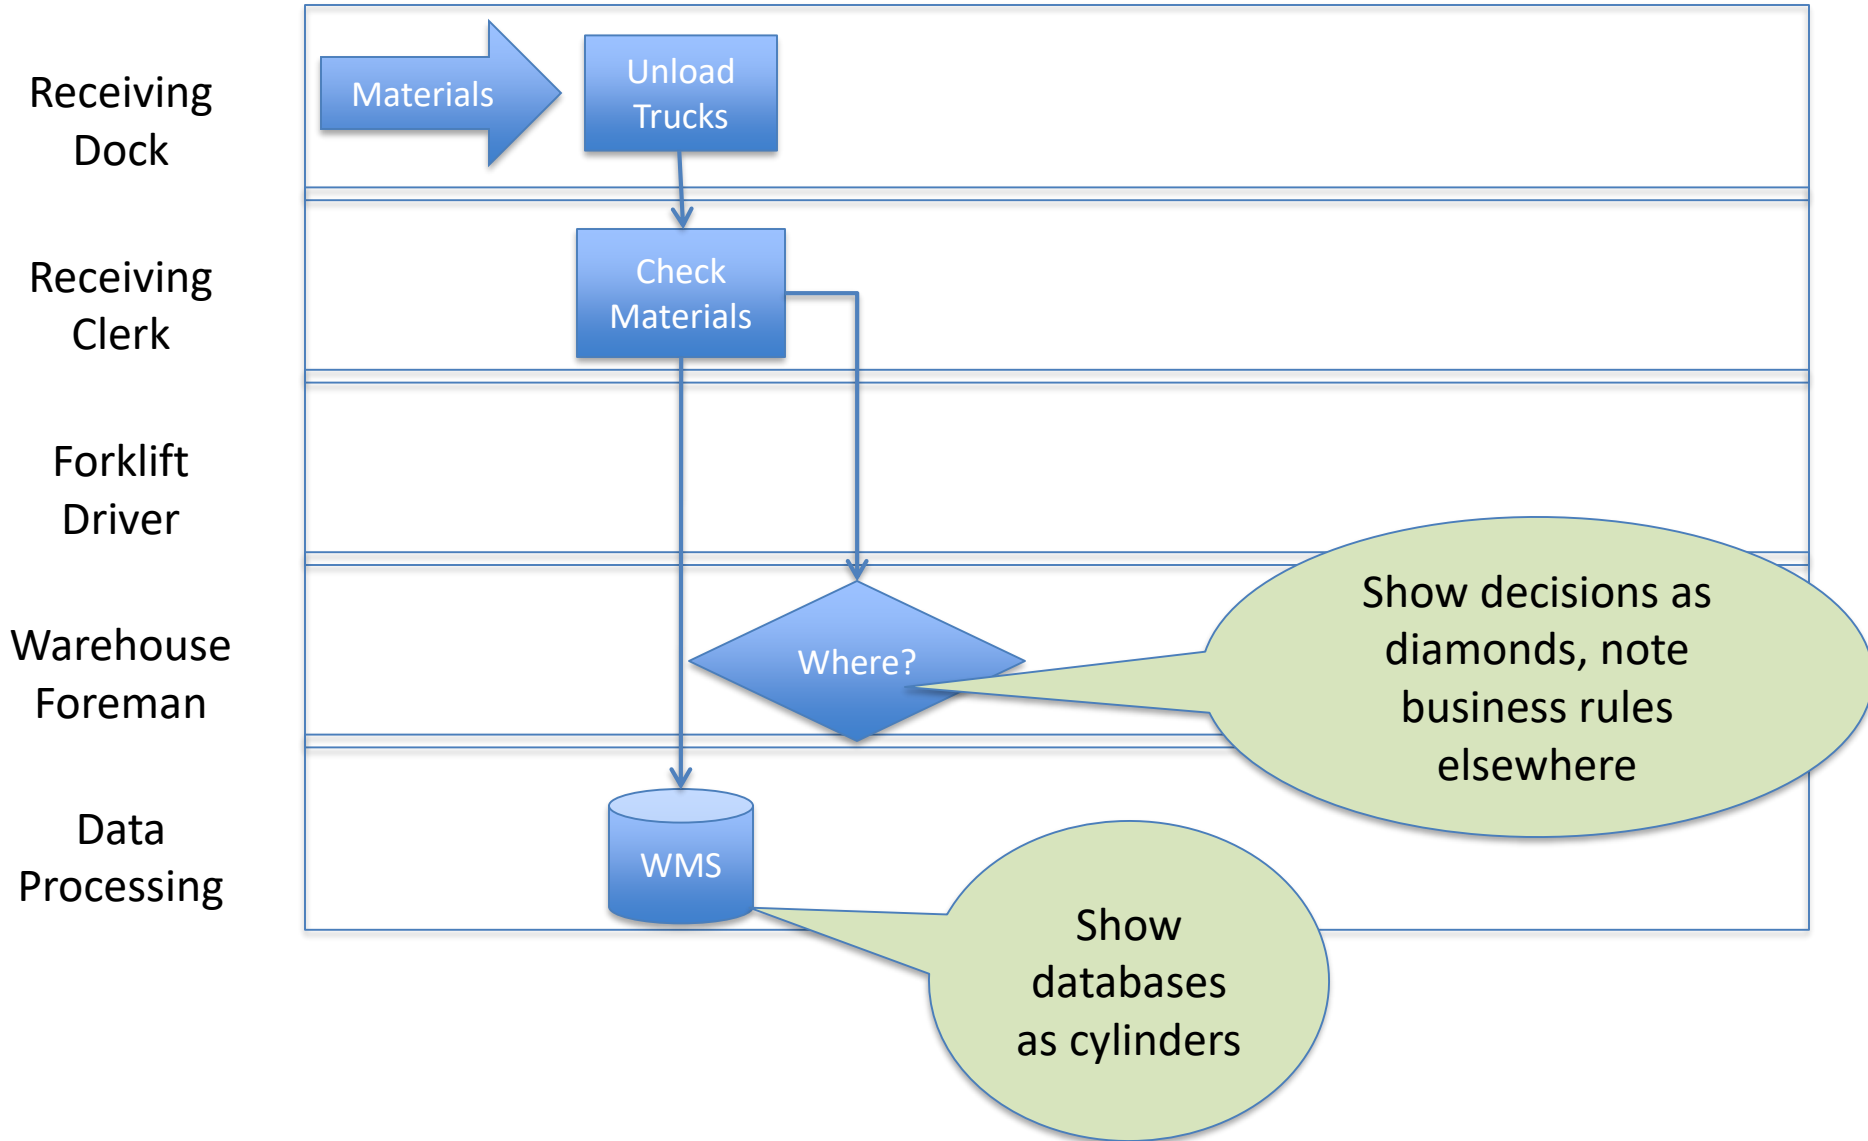 Receiving
Dock
Materials
Unload
Trucks
Receiving
Clerk
Check
Materials
Forklift
Driver
Warehouse
Foreman
Where?
Show decisions as
diamonds, note
business rules
elsewhere
Data
Processing
WMS
Show
databases
as cylinders